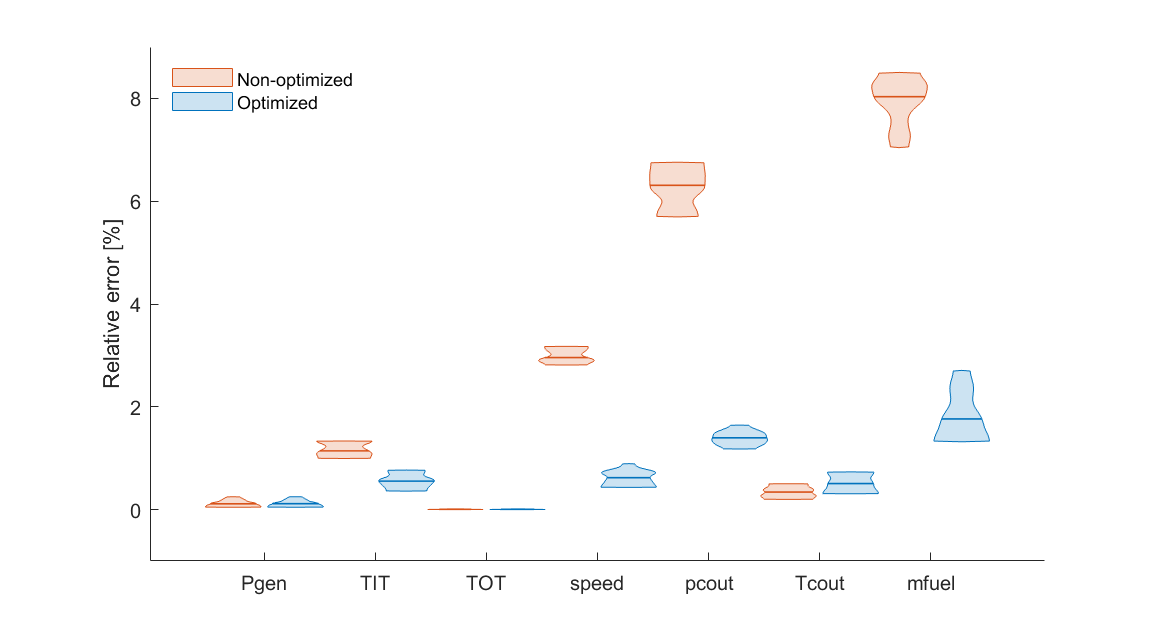 Non-optimized
Optimized
Relative error [%]
8
6
4
2
0
Pgen TIT TOT speed pcout Tcout mfuel